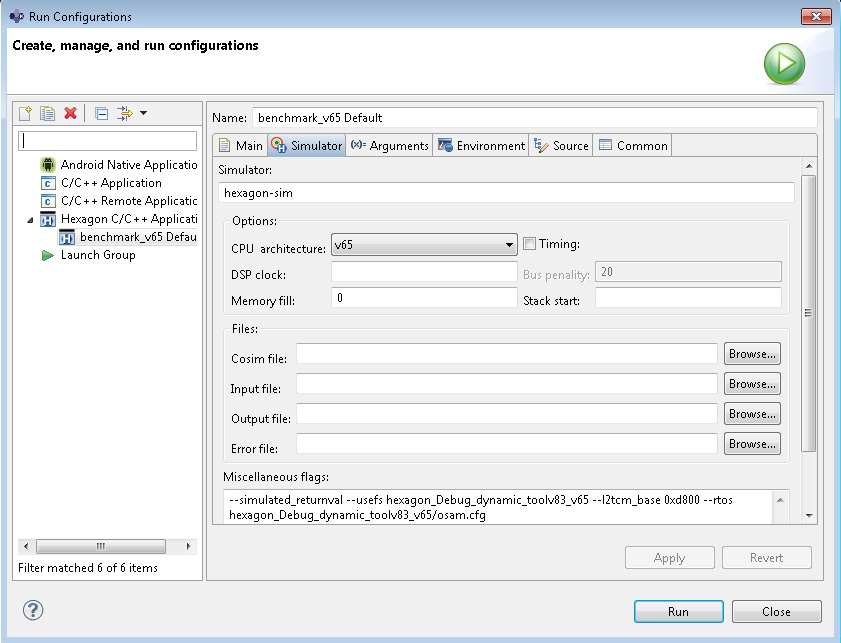 Run Configurations
Create, manage, and run configurations
Android Native Applicatio
C/C++ Application
C/C++ Remote Applicatic
Hexagon C/C++ Applicati
benchmark_v65 Defau
Launch Group
Filter matched 6 of 6 items
Name: benchmark_v65 Default
Main Simulator (x)= Arguments Environment Source Common
Simulator:
hexagon-sim
Options:
CPU architecture: v65 Timing:
DSP clock: Bus penality: 20
Memory fill: 0 Stack start:
Files:
Cosim file: Browse...
Input file: Browse...
Output file: Browse...
Error file: Browse...
Miscellaneous flags:
--simulated_returnval --usefs hexagon_Debug_dynamic_toolv83_v65 --l2tcm_base 0xd800 --rtos
hexagon_Debug_dynamic_toolv83_v65/osam.cfg
Apply Revert
Run Close